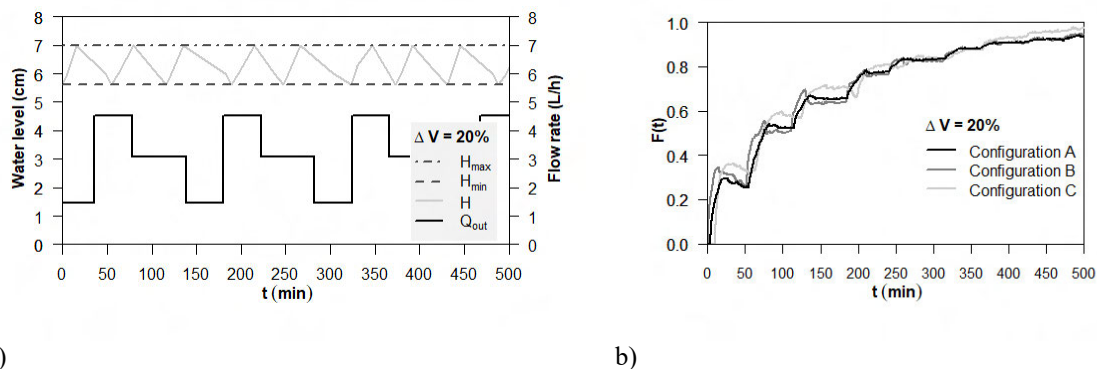 8
7
6
5
4
3
2
1
0
Water level (cm)
8
7
6
5
4
3
2
1
0
Flow rate (L/h)
Δ V = 20%
Hmax
Hmin
H
Qout
0 50 100 150 200 250 300 350 400 450 500
t (min)
)
1.0
0.8
0.6
0.4
0.2
0.0
F(t)
Δ V = 20%
Configuration A
Configuration B
Configuration C
0 50 100 150 200 250 300 350 400 450 500
t (min)
b)